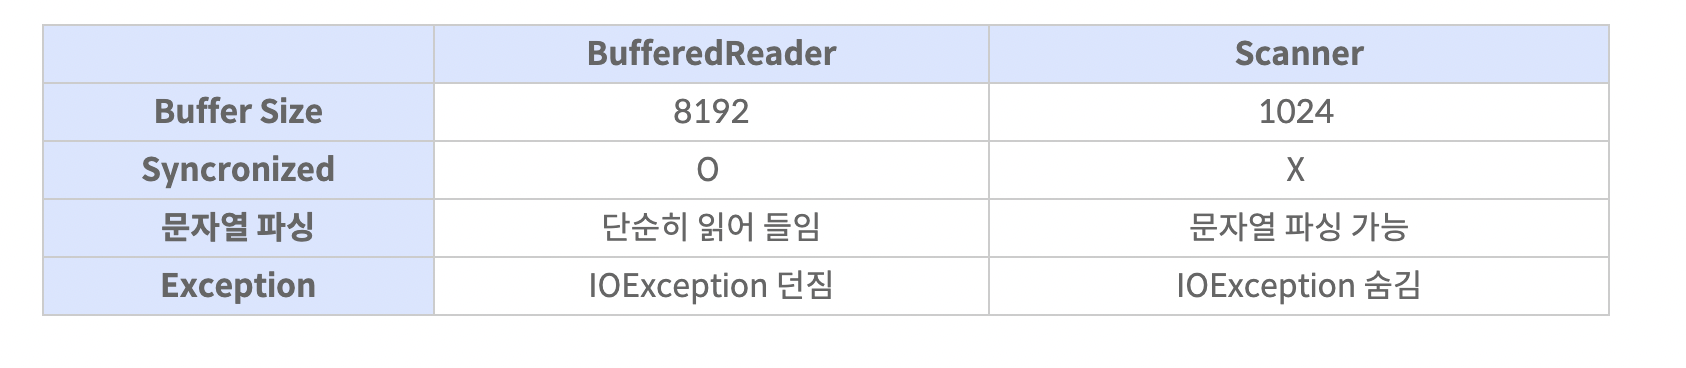 BufferedReader Scanner
Buffer Size 8192 1024
Syncronized O X
문자열 파싱 단순히 읽어 들임 문자열 파싱 가능
Exception IOException 던짐 IOException 숨김